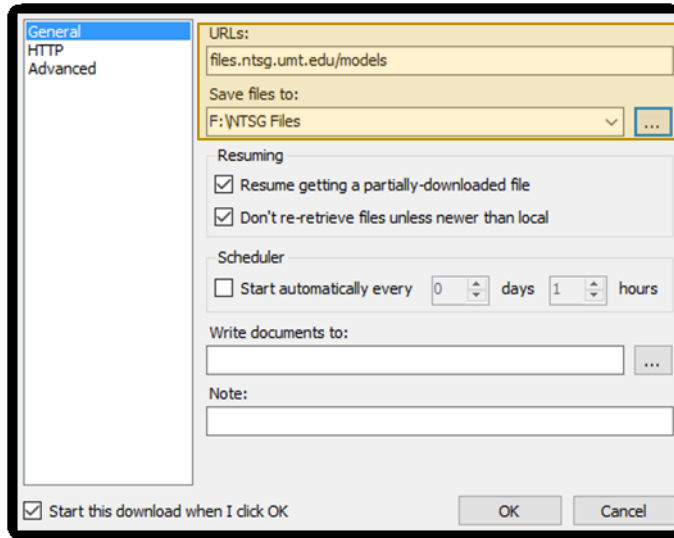 General
HTTP
Advanced
URLs:
files.ntsg.umt.edu/models
Save files to:
F:\NTSG Files
...
Resuming
Resume getting a partially-downloaded file
Don't re-retrieve files unless newer than local
Scheduler
Start automatically every 0 days 1 hours
Write documents to:
...
Note:
Start this download when I click OK OK Cancel